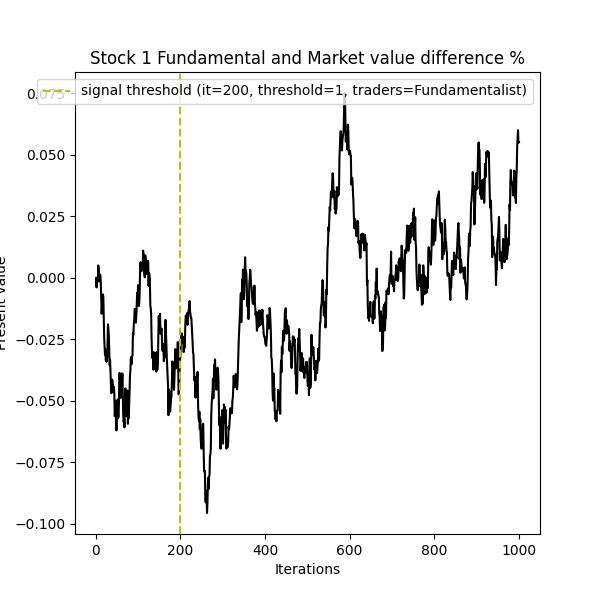 Stock 1 Fundamental and Market value difference %
signal threshold (it=200, threshold=1, traders=Fundamentalist)
0.075
0.050
0.025
0.000
−0.025
−0.050
−0.075
−0.100
Present value
0 200 400 600 800 1000
Iterations